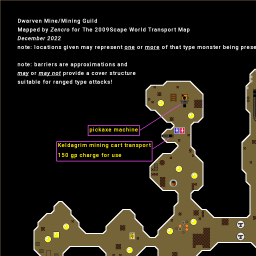 Dwarven Mine/Mining Guild
Mapped by Zencro for The 2009Scape World Transport Map
December 2022
note: locations given may represent one or more of that type monster being prese
note: barriers are approximations and
may or may not provide a cover structure
suitable for ranged type attacks!
pickaxe machine
Keldagrim mining cart transport
150 gp charge for use